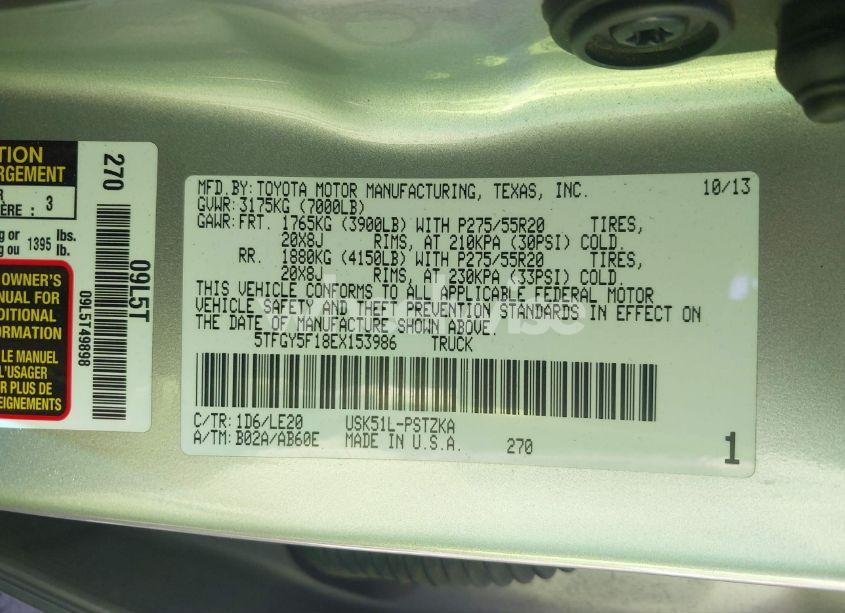 TION
RGEMENT
R
ÈRE : 3
g or 1395 lbs.
kg ou lb.
OWNER'S
NUAL FOR
DITIONAL
ORMATION
LE MANUEL
L'USAGER
R PLUS DE
EIGNEMENTS
270
09L5T
09L5T49898
MFD.BY: TOYOTA MOTOR MANUFACTURING, TEXAS, INC. 10/13
GVWR: 3175KG (7000LB)
GAWR: FRT. 1765KG (3900LB) WITH P275/55R20 TIRES,
20X8J RIMS, AT 210KPA (30PSI) COLD.
RR. 1880KG (4150LB) WITH P275/55R20 TIRES,
20X8J RIMS, AT 230KPA (33PSI) COLD.
THIS VEHICLE CONFORMS TO ALL APPLICABLE FEDERAL MOTOR
VEHICLE SAFETY AND THEFT PREVENTION STANDARDS IN EFFECT ON
THE DATE OF MANUFACTURE SHOWN ABOVE.
5TFGY5F18EX153986 TRUCK
C/TR: 1D6/LE20 USK51L-PSTZKA
A/TM: B02A/AB60E MADE IN U.S.A. 270 1